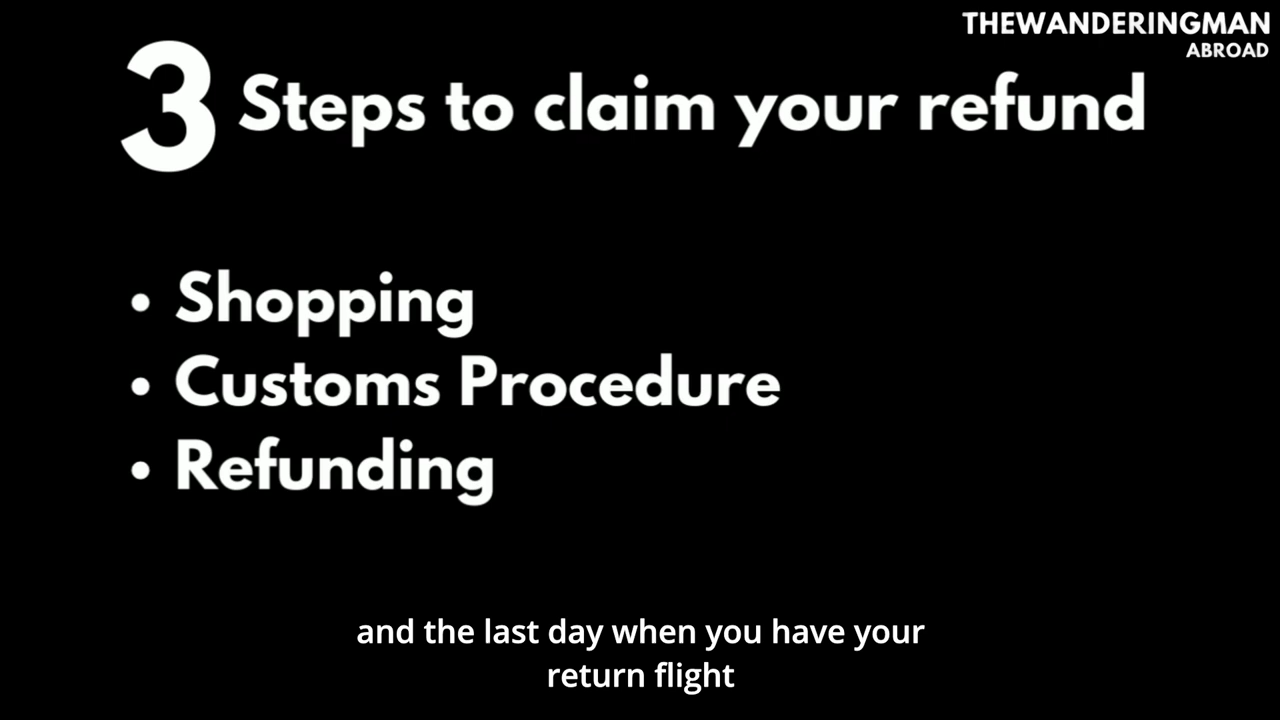 THEWANDERINGMAN
ABROAD
3 Steps to claim your refund
• Shopping
• Customs Procedure
• Refunding
and the last day when you have your
return flight